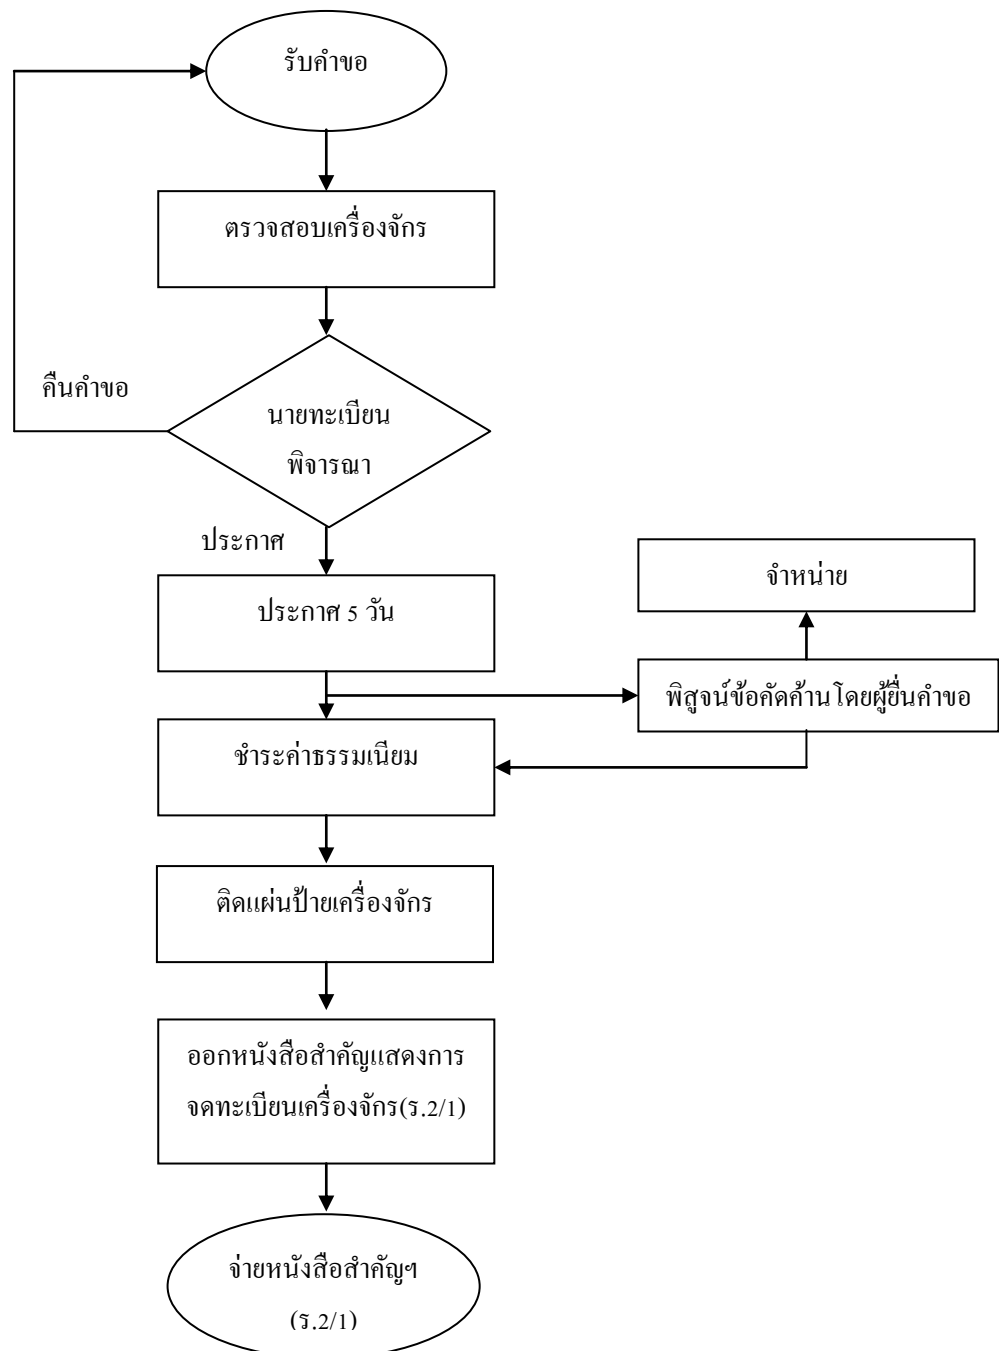 รับคำขอ
ตรวจสอบเครื่องจักร
คืนคำขอ
นายทะเบียน
พิจารณา
ประกาศ
ประกาศ 5 วัน
จำหน่าย
พิสูจน์ข้อคัดค้านโดยผู้ยื่นคำขอ
ชำระค่าธรรมเนียม
ติดแผ่นป้ายเครื่องจักร
ออกหนังสือสำคัญแสดงการ
จดทะเบียนเครื่องจักร(ร.2/1)
จ่ายหนังสือสำคัญฯ
(ร.2/1)